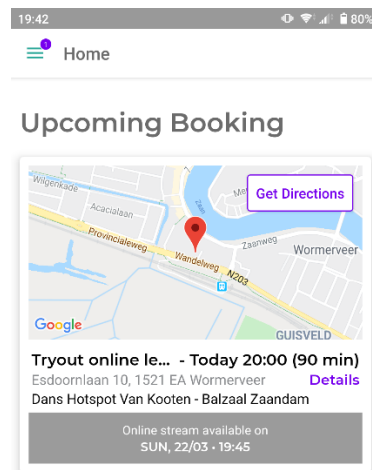 19:42
80%
1
Home
Upcoming Booking
Wilgenkade
Acacialaan
Zaan
Get Directions
Provincialeweg
Wandelweg
Zaanweg
Wormerveer
N203
Google
GUISVELD
Tryout online le... - Today 20:00 (90 min)
Esdoornlaan 10, 1521 EA Wormerveer
Details
Dans Hotspot Van Kooten - Balzaal Zaandam
Online stream available on
SUN, 22/03 • 19:45